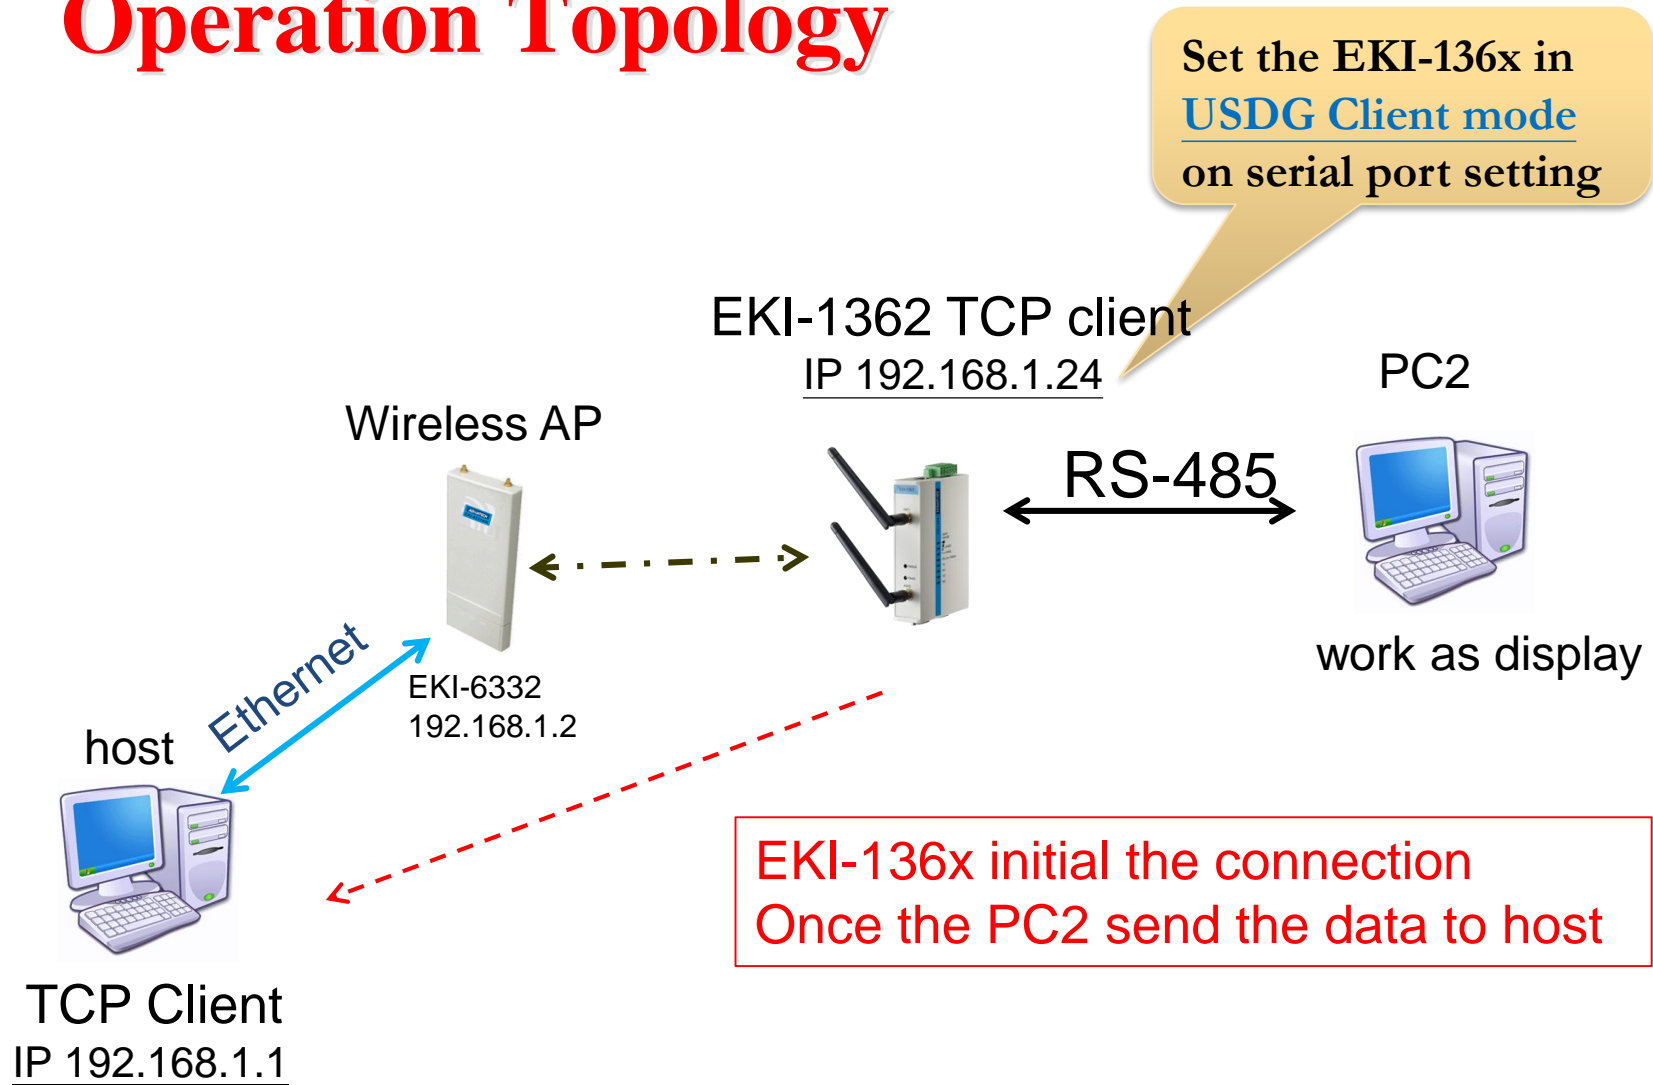 Operation Topology
Set the EKI-136x in
USDG Client mode
on serial port setting
EKI-1362 TCP client
IP 192.168.1.24
PC2
Wireless AP
RS-485
work as display
Ethernet
EKI-6332
192.168.1.2
host
EKI-136x initial the connection
Once the PC2 send the data to host
TCP Client
IP 192.168.1.1